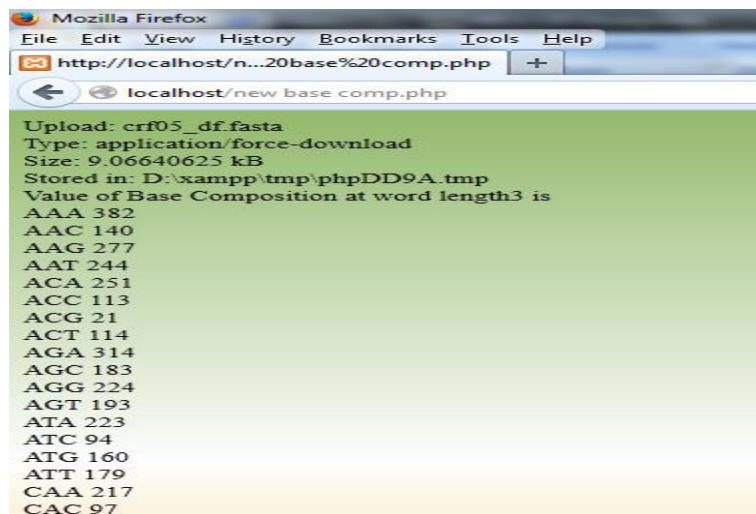 Mozilla Firefox
File Edit View History Bookmarks Tools Help
http://localhost/n...20base%20comp.php +
localhost/new base comp.php
Upload: crf05_df.fasta
Type: application/force-download
Size: 9.06640625 kB
Stored in: D:\xampp\tmp\phpDD9A.tmp
Value of Base Composition at word length3 is
AAA 382
AAC 140
AAG 277
AAT 244
ACA 251
ACC 113
ACG 21
ACT 114
AGA 314
AGC 183
AGG 224
AGT 193
ATA 223
ATC 94
ATG 160
ATT 179
CAA 217
CAC 97